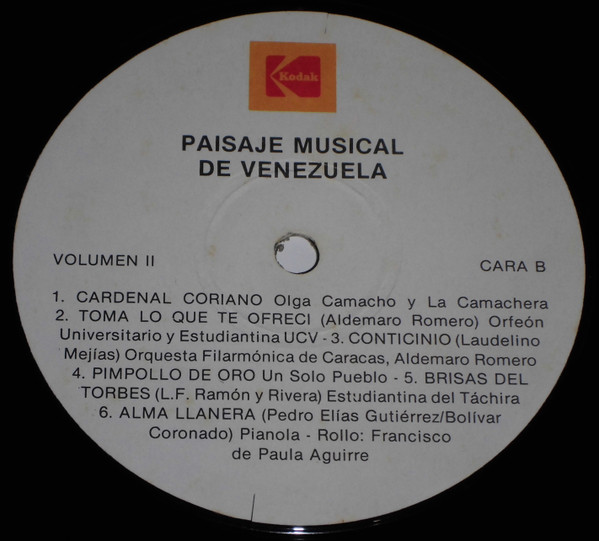 Kodak
PAISAJE MUSICAL
DE VENEZUELA
VOLUMEN II
CARA B
1. CARDENAL CORIANO Olga Camacho y La Camachera
2. TOMA LO QUE TE OFRECI (Aldemaro Romero) Orfeón
Universitario y Estudiantina UCV - 3. CONTICINIO (Laudelino
Mejías) Orquesta Filarmónica de Caracas, Aldemaro Romero
4. PIMPOLLO DE ORO Un Solo Pueblo - 5. BRISAS DEL
TORBES (L.F. Ramón y Rivera) Estudiantina del Táchira
6. ALMA LLANERA (Pedro Elías Gutiérrez/Bolívar
Coronado) Pianola - Rollo: Francisco
de Paula Aguirre